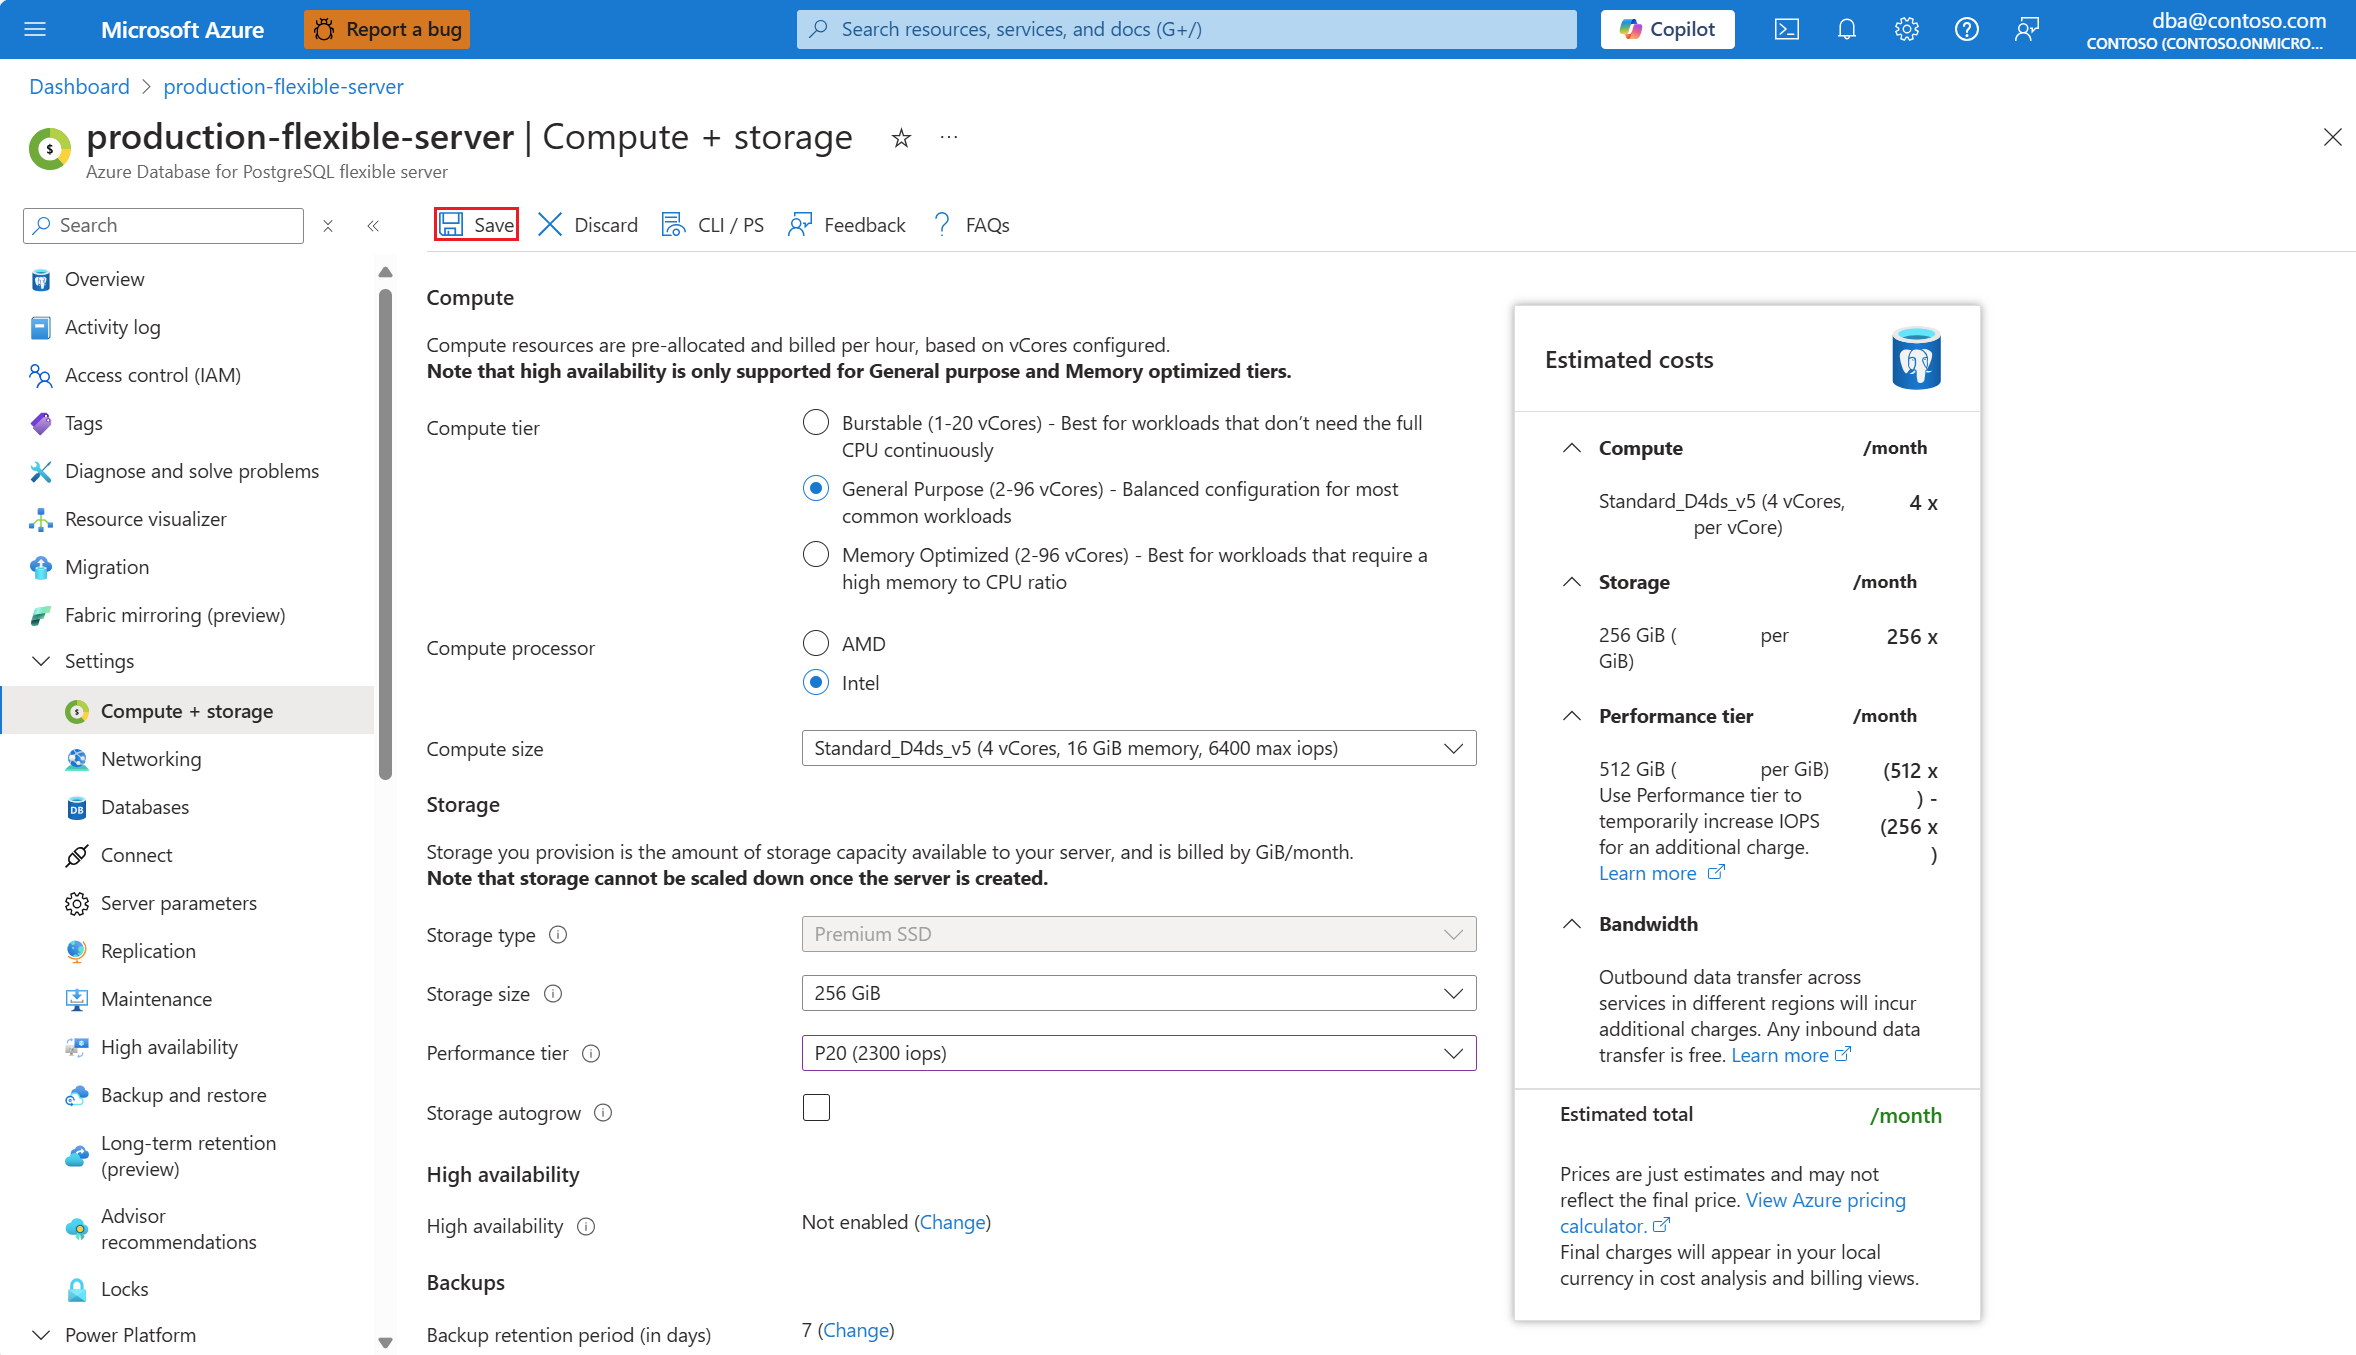 Microsoft Azure
Report a bug
Search resources, services, and docs (G+/)
Copilot
dba@contoso.com
CONTOSO (CONTOSO.ONMICRO...
Dashboard > production-flexible-server
production-flexible-server | Compute + storage
Azure Database for PostgreSQL flexible server
Search
Save
Discard
CLI / PS
Feedback
FAQs
Overview
Activity log
Access control (IAM)
Tags
Diagnose and solve problems
Resource visualizer
Migration
Fabric mirroring (preview)
Settings
Compute + storage
Networking
Databases
Connect
Server parameters
Replication
Maintenance
High availability
Backup and restore
Long-term retention
(preview)
Advisor
recommendations
Locks
Power Platform
Compute
Compute resources are pre-allocated and billed per hour, based on vCores configured.
Note that high availability is only supported for General purpose and Memory optimized tiers.
Compute tier
Burstable (1-20 vCores) - Best for workloads that don’t need the full
CPU continuously
General Purpose (2-96 vCores) - Balanced configuration for most
common workloads
Memory Optimized (2-96 vCores) - Best for workloads that require a
high memory to CPU ratio
Compute processor
AMD
Intel
Compute size
Standard_D4ds_v5 (4 vCores, 16 GiB memory, 6400 max iops)
Storage
Storage you provision is the amount of storage capacity available to your server, and is billed by GiB/month.
Note that storage cannot be scaled down once the server is created.
Storage type
Premium SSD
Storage size
256 GiB
Performance tier
P20 (2300 iops)
Storage autogrow
High availability
High availability
Not enabled (Change)
Backups
Backup retention period (in days)
7 (Change)
Estimated costs
Compute /month
Standard_D4ds_v5 (4 vCores, 4 x
per vCore)
Storage /month
256 GiB ( per 256 x
GiB)
Performance tier /month
512 GiB ( per GiB) (512 x
Use Performance tier to ) -
temporarily increase IOPS (256 x
for an additional charge. )
Learn more
Bandwidth
Outbound data transfer across
services in different regions will incur
additional charges. Any inbound data
transfer is free. Learn more
Estimated total /month
Prices are just estimates and may not
reflect the final price. View Azure pricing
calculator.
Final charges will appear in your local
currency in cost analysis and billing views.